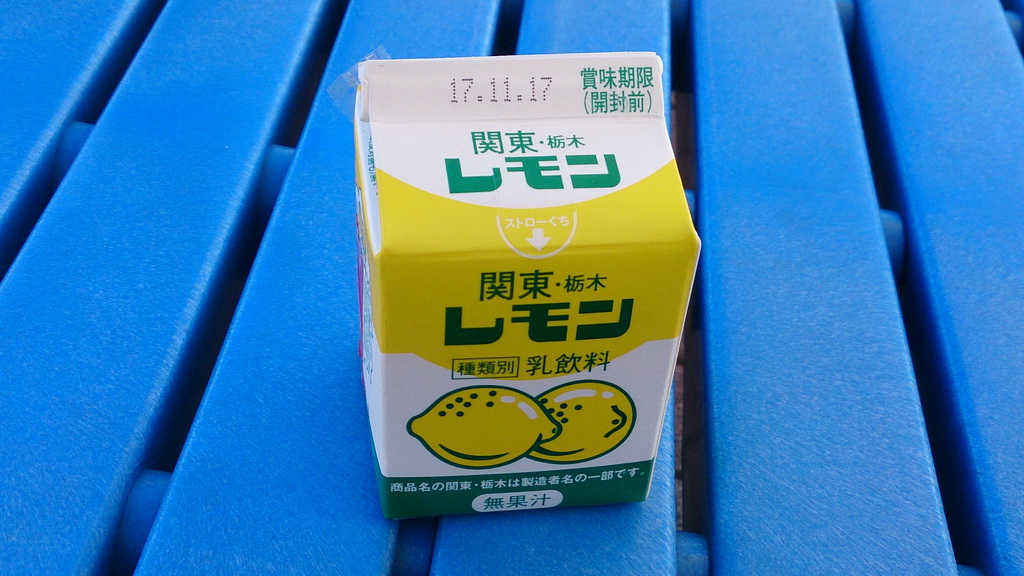 17.11.17
賞味期限
(開封前)
関東・栃木
レモン
ストローぐち
関東・栃木
レモン
種類別 乳飲料
商品名の関東・栃木は製造者名の一部です。
無果汁